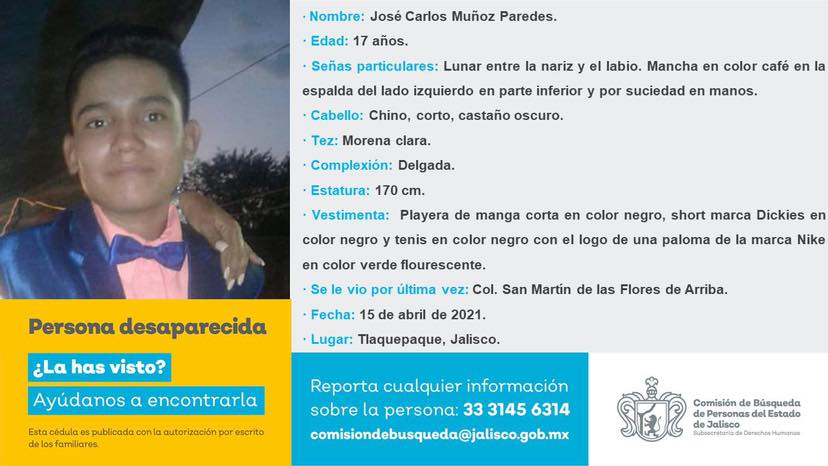 · Nombre: José Carlos Muñoz Paredes.
· Edad: 17 años.
· Señas particulares: Lunar entre la nariz y el labio. Mancha en color café en la
espalda del lado izquierdo en parte inferior y por suciedad en manos.
· Cabello: Chino, corto, castaño oscuro.
· Tez: Morena clara.
· Complexión: Delgada.
· Estatura: 170 cm.
· Vestimenta: Playera de manga corta en color negro, short marca Dickies en
color negro y tenis en color negro con el logo de una paloma de la marca Nike
en color verde flourescente.
· Se le vio por última vez: Col. San Martín de las Flores de Arriba.
· Fecha: 15 de abril de 2021.
· Lugar: Tlaquepaque, Jalisco.
Persona desaparecida
¿La has visto?
Ayúdanos a encontrarla
Esta cédula es publicada con la autorización por escrito
de los familiares.
Reporta cualquier información
sobre la persona: 33 3145 6314
comisiondebusqueda@jalisco.gob.mx
Comisión de Búsqueda
de Personas del Estado
de Jalisco
Subsecretaría de Derechos Humanos